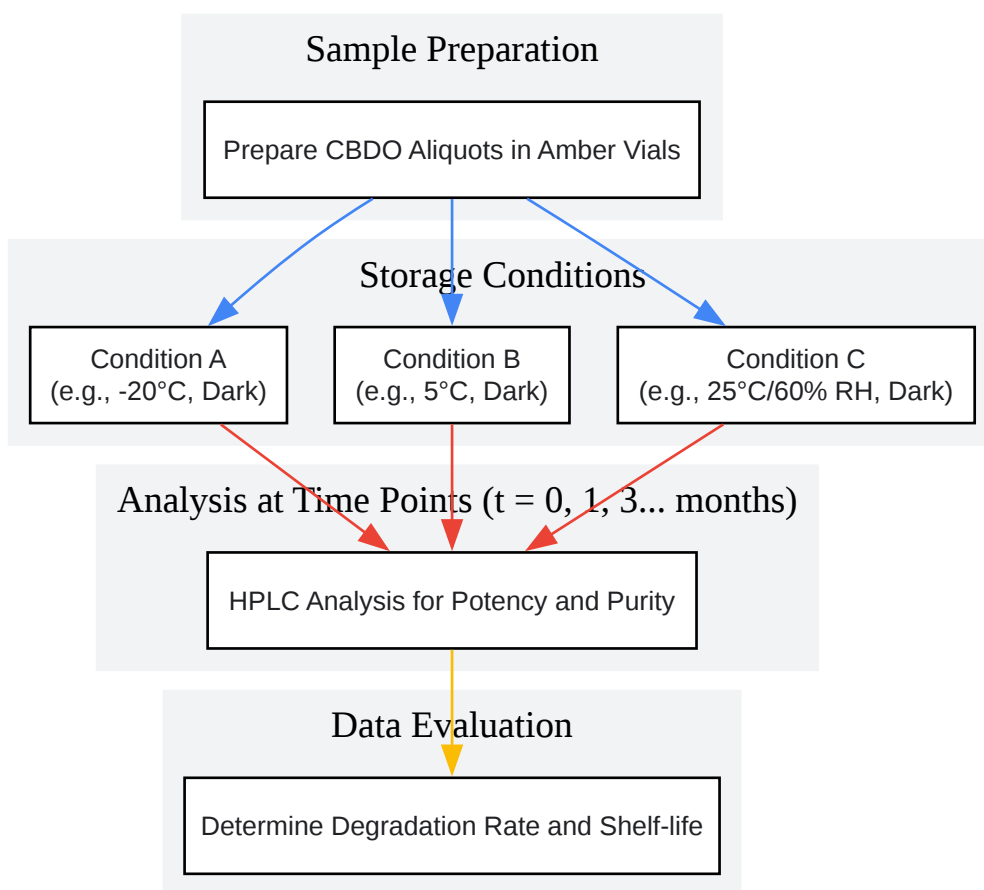 Sample Preparation
Prepare CBDO Aliquots in Amber Vials
Storage Conditions
Condition A
(e.g., -20°C, Dark)
Condition B
(e.g., 5°C, Dark)
Condition C
(e.g., 25°C/60% RH, Dark)
Analysis at Time Points (t = 0, 1, 3... months)
HPLC Analysis for Potency and Purity
Data Evaluation
Determine Degradation Rate and Shelf-life